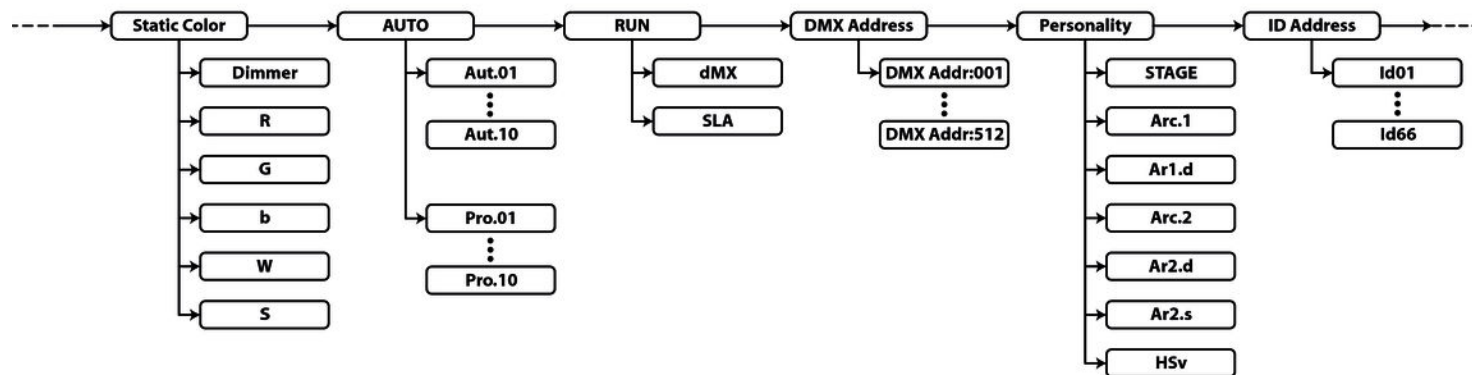 Static Color
AUTO
RUN
DMX Address
Personality
ID Address
Dimmer
R
G
b
W
S
Aut.01
Aut.10
Pro.01
Pro.10
dMX
SLA
DMX Addr:001
DMX Addr:512
STAGE
Arc.1
Ar1.d
Arc.2
Ar2.d
Ar2.s
HSv
Id01
Id66